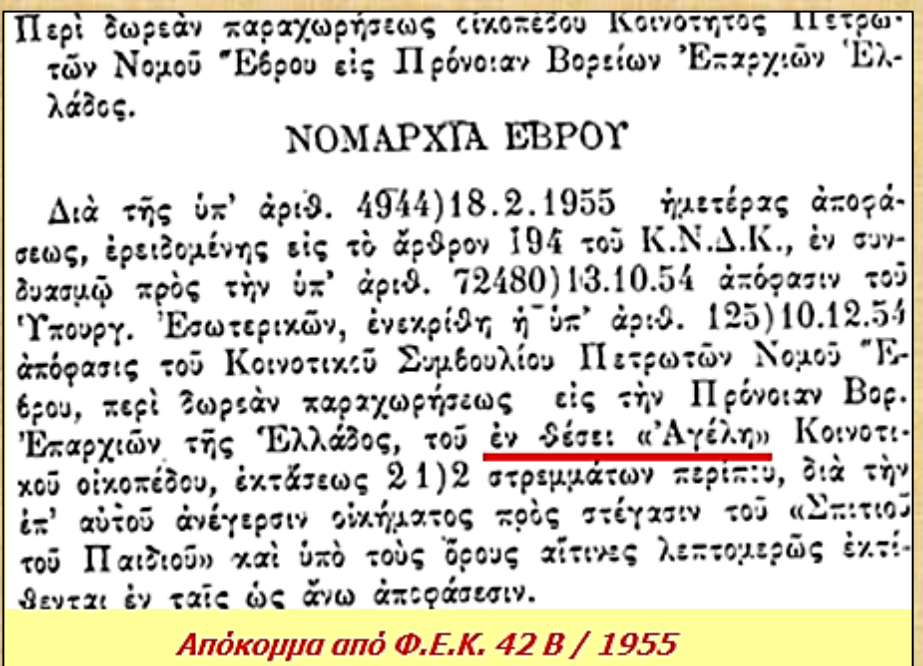 Περὶ δωρεὰν παραχωρήσεως οἰκοπέδου Κοινότητος Πετρω-
τῶν Νομοῦ Ἕβρου εἰς Πρόνοιαν Βορείων Ἐπαρχιῶν Ἑλ-
λάδος.
ΝΟΜΑΡΧΙΑ ΕΒΡΟΥ
Διὰ τῆς ὑπ' ἀριθ. 4944)18.2.1955 ἡμετέρας ἀποφά-
σεως, ἐρειδομένης εἰς τὸ ἄρθρον 194 τοῦ Κ.Ν.Δ.Κ., ἐν συν-
δυασμῷ πρὸς τὴν ὑπ' ἀριθ. 72480)13.10.54 ἀπόφασιν τοῦ
Ὑπουργ. Ἐσωτερικῶν, ἐνεκρίθη ἡ ὑπ' ἀριθ. 125)10.12.54
ἀπόφασις τοῦ Κοινοτικοῦ Συμβουλίου Πετρωτῶν Νομοῦ Ἕ-
βρου, περὶ δωρεὰν παραχωρήσεως εἰς τὴν Πρόνοιαν Βορ.
Ἐπαρχιῶν τῆς Ἑλλάδος, τοῦ ἐν θέσει «Ἀγέλη» Κοινοτι-
κοῦ οἰκοπέδου, ἐκτάσεως 2 1)2 στρεμμάτων περίπου, διὰ τὴν
ἐπ' αὐτοῦ ἀνέγερσιν οἰκήματος πρὸς στέγασιν τοῦ «Σπιτιοῦ
τοῦ Παιδιοῦ» καὶ ὑπὸ τοὺς ὅρους αἵτινες λεπτομερῶς ἐκτί-
θενται ἐν ταῖς ὡς ἄνω ἀποφάσεσιν.
Απόκομμα από Φ.Ε.Κ. 42 Β / 1955